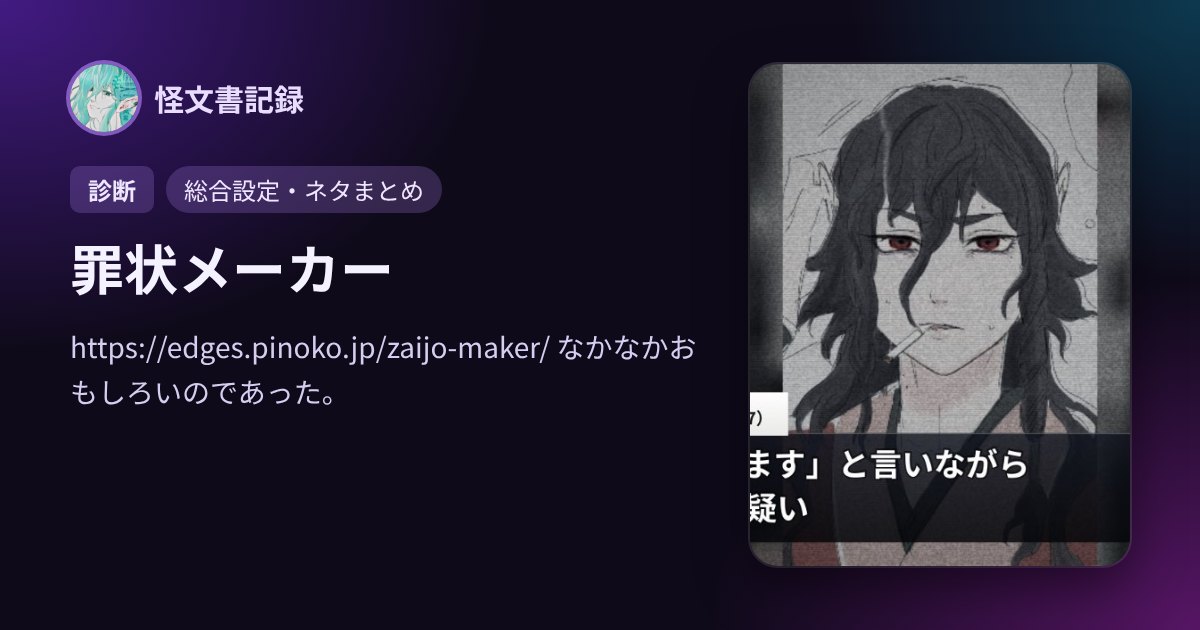 怪文書記録
診断
総合設定・ネタまとめ
罪状メーカー
https://edges.pinoko.jp/zaijo-maker/ なかなかお
もしろいのであった。
7）
ます」と言いながら
疑い